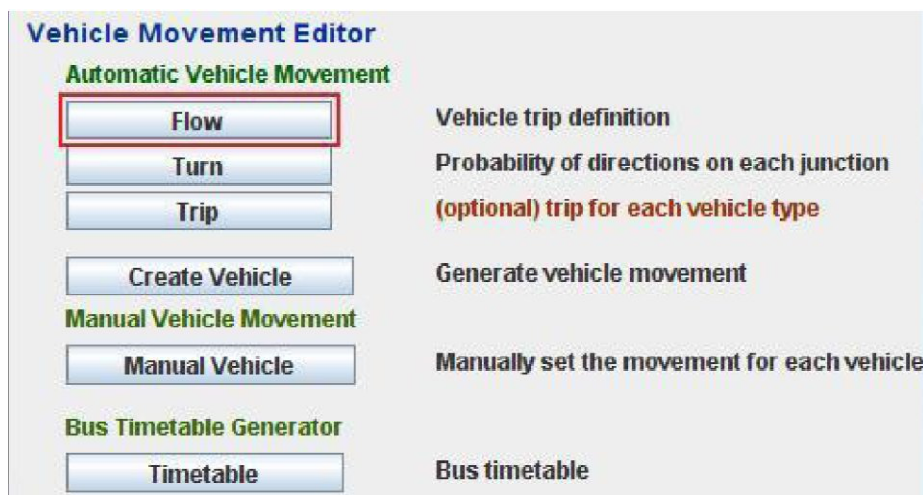 Vehicle Movement Editor
Automatic Vehicle Movement
Flow Vehicle trip definition
Turn Probability of directions on each junction
Trip (optional) trip for each vehicle type
Create Vehicle Generate vehicle movement
Manual Vehicle Movement
Manual Vehicle Manually set the movement for each vehicle
Bus Timetable Generator
Timetable Bus timetable